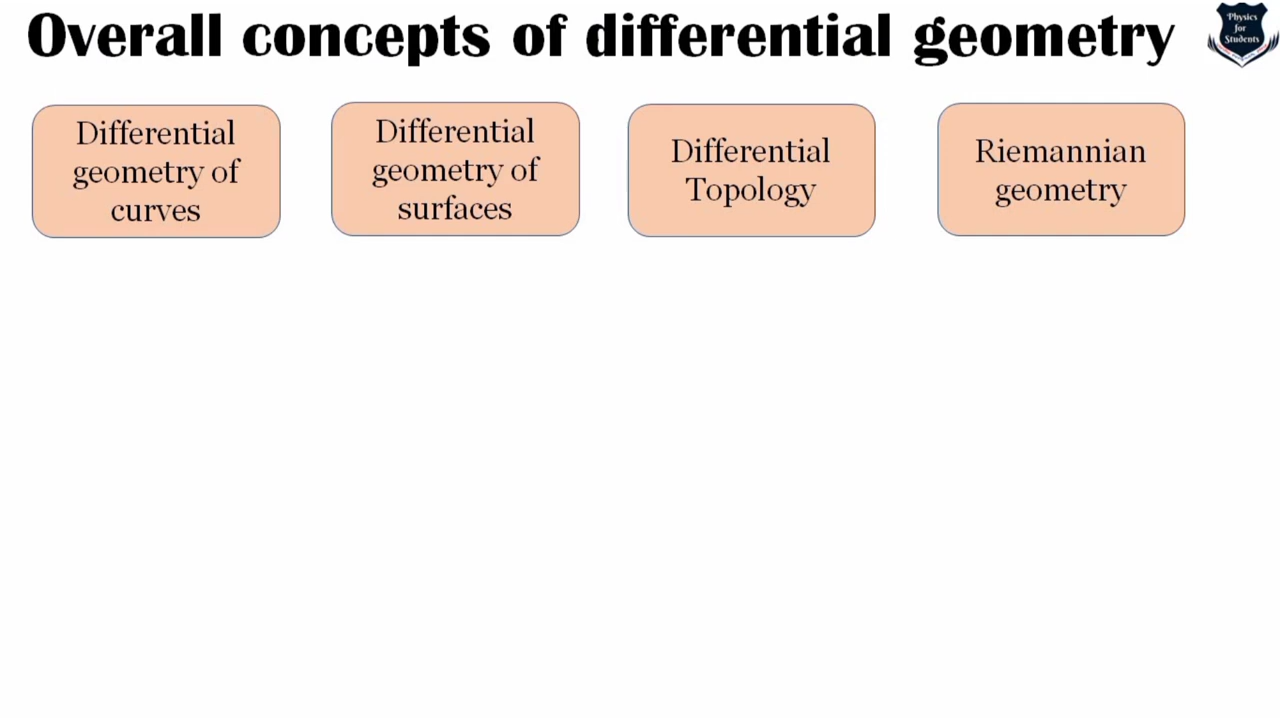 Overall concepts of differential geometry
Physics
for
Students
Differential
geometry of
curves
Differential
geometry of
surfaces
Differential
Topology
Riemannian
geometry